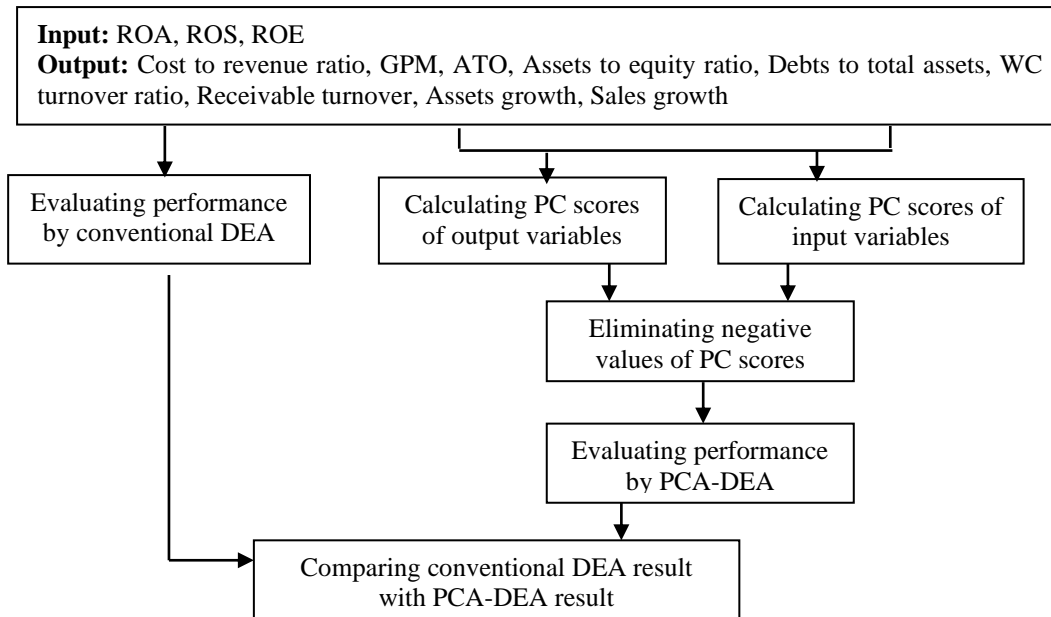 Input: ROA, ROS, ROE
Output: Cost to revenue ratio, GPM, ATO, Assets to equity ratio, Debts to total assets, WC
turnover ratio, Receivable turnover, Assets growth, Sales growth
Evaluating performance
by conventional DEA
Calculating PC scores
of output variables
Calculating PC scores of
input variables
Eliminating negative
values of PC scores
Evaluating performance
by PCA-DEA
Comparing conventional DEA result
with PCA-DEA result